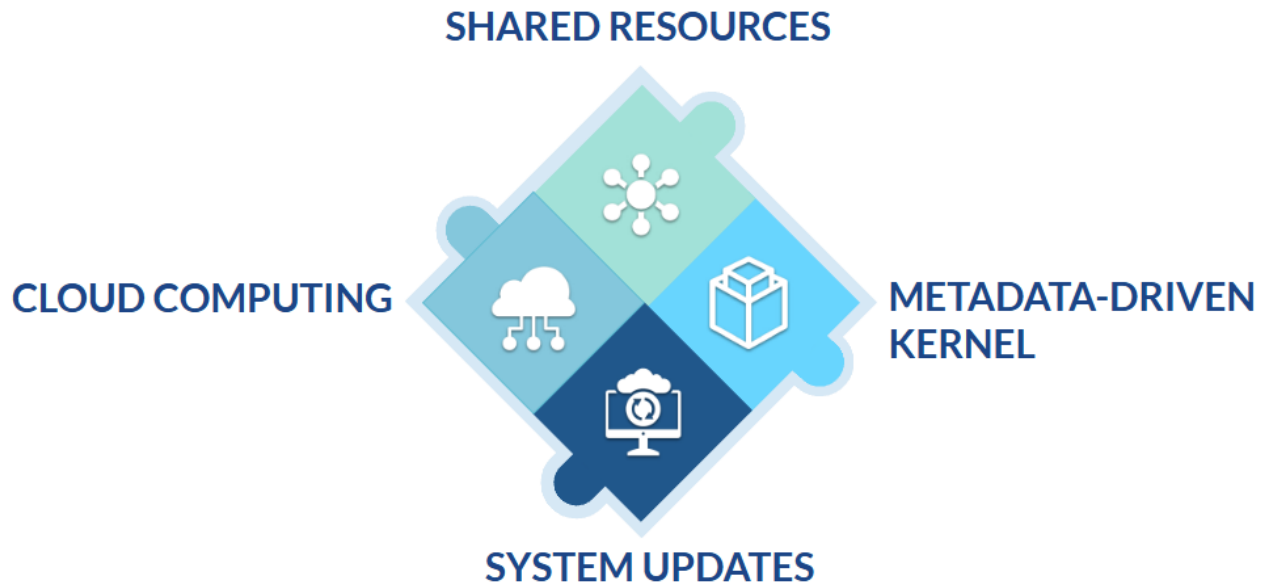 SHARED RESOURCES
CLOUD COMPUTING
METADATA-DRIVEN
KERNEL
SYSTEM UPDATES